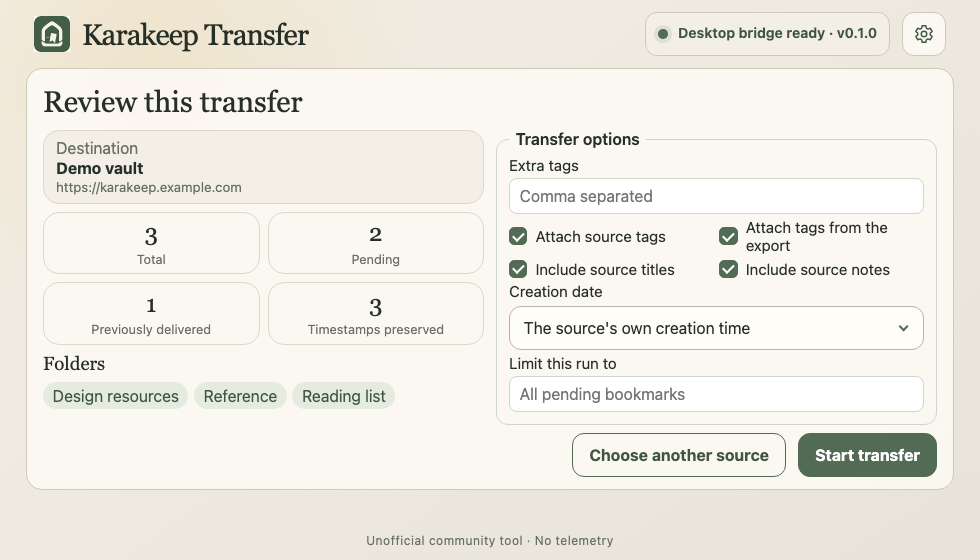 Karakeep Transfer
Desktop bridge ready · v0.1.0
Review this transfer
Destination
Demo vault
https://karakeep.example.com
3
Total
2
Pending
1
Previously delivered
3
Timestamps preserved
Folders
Design resources
Reference
Reading list
Transfer options
Extra tags
Comma separated
Attach source tags
Attach tags from the
export
Include source titles
Include source notes
Creation date
The source's own creation time
Limit this run to
All pending bookmarks
Choose another source
Start transfer
Unofficial community tool · No telemetry